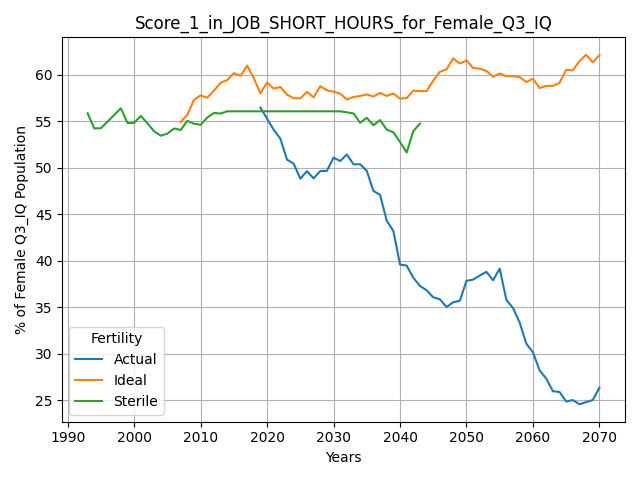 Score_1_in_JOB_SHORT_HOURS_for_Female_Q3_IQ
% of Female Q3_IQ Population
60
55
50
45
40
35
30
25
Fertility
Actual
Ideal
Sterile
1990 2000 2010 2020 2030 2040 2050 2060 2070
Years